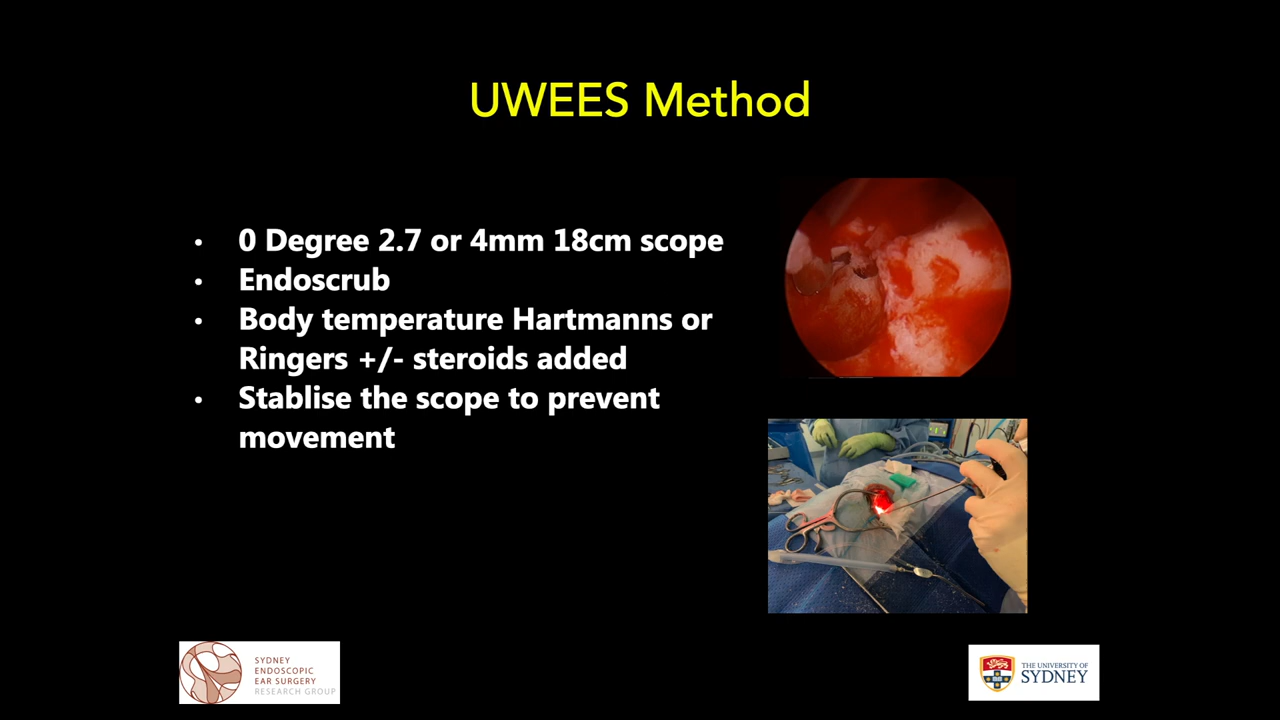 UWEES Method
• 0 Degree 2.7 or 4mm 18cm scope
• Endoscrub
• Body temperature Hartmanns or
Ringers +/- steroids added
• Stablise the scope to prevent
movement
SYDNEY
ENDOSCOPIC
EAR SURGERY
RESEARCH GROUP
THE UNIVERSITY OF
SYDNEY